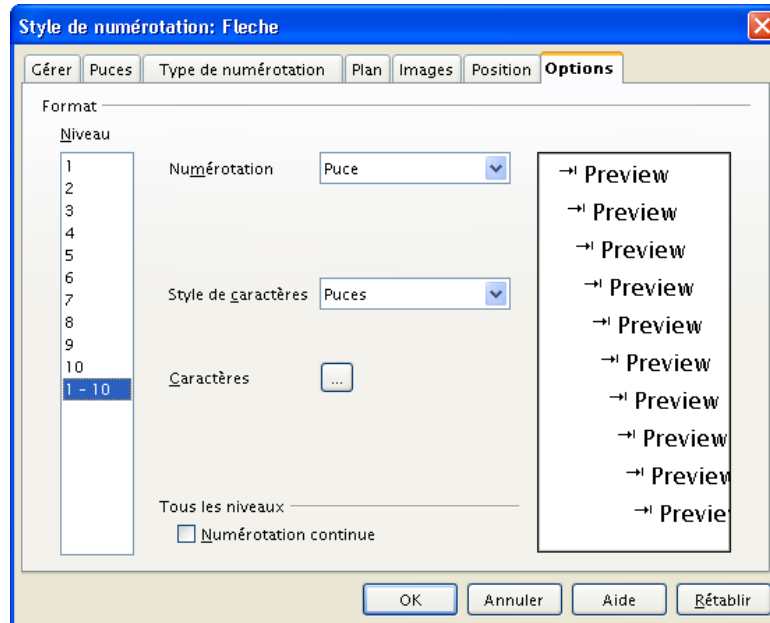 Style de numérotation: Fleche
Gérer Puces Type de numérotation Plan Images Position Options
Format
Niveau
1
2
3
4
5
6
7
8
9
10
1 - 10
Numérotation Puce
Style de caractères Puces
Caractères ...
Tous les niveaux
Numérotation continue
→I Preview
→I Preview
→I Preview
→I Preview
→I Preview
→I Preview
→I Preview
→I Preview
→I Preview
→I Previe
OK Annuler Aide Rétablir